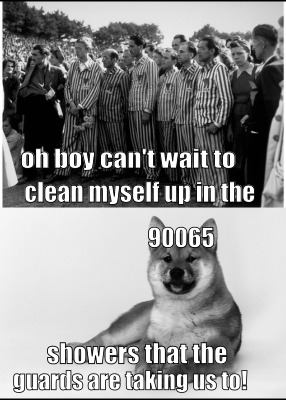 oh boy can't wait to
clean myself up in the
90065
showers that the
guards are taking us to!